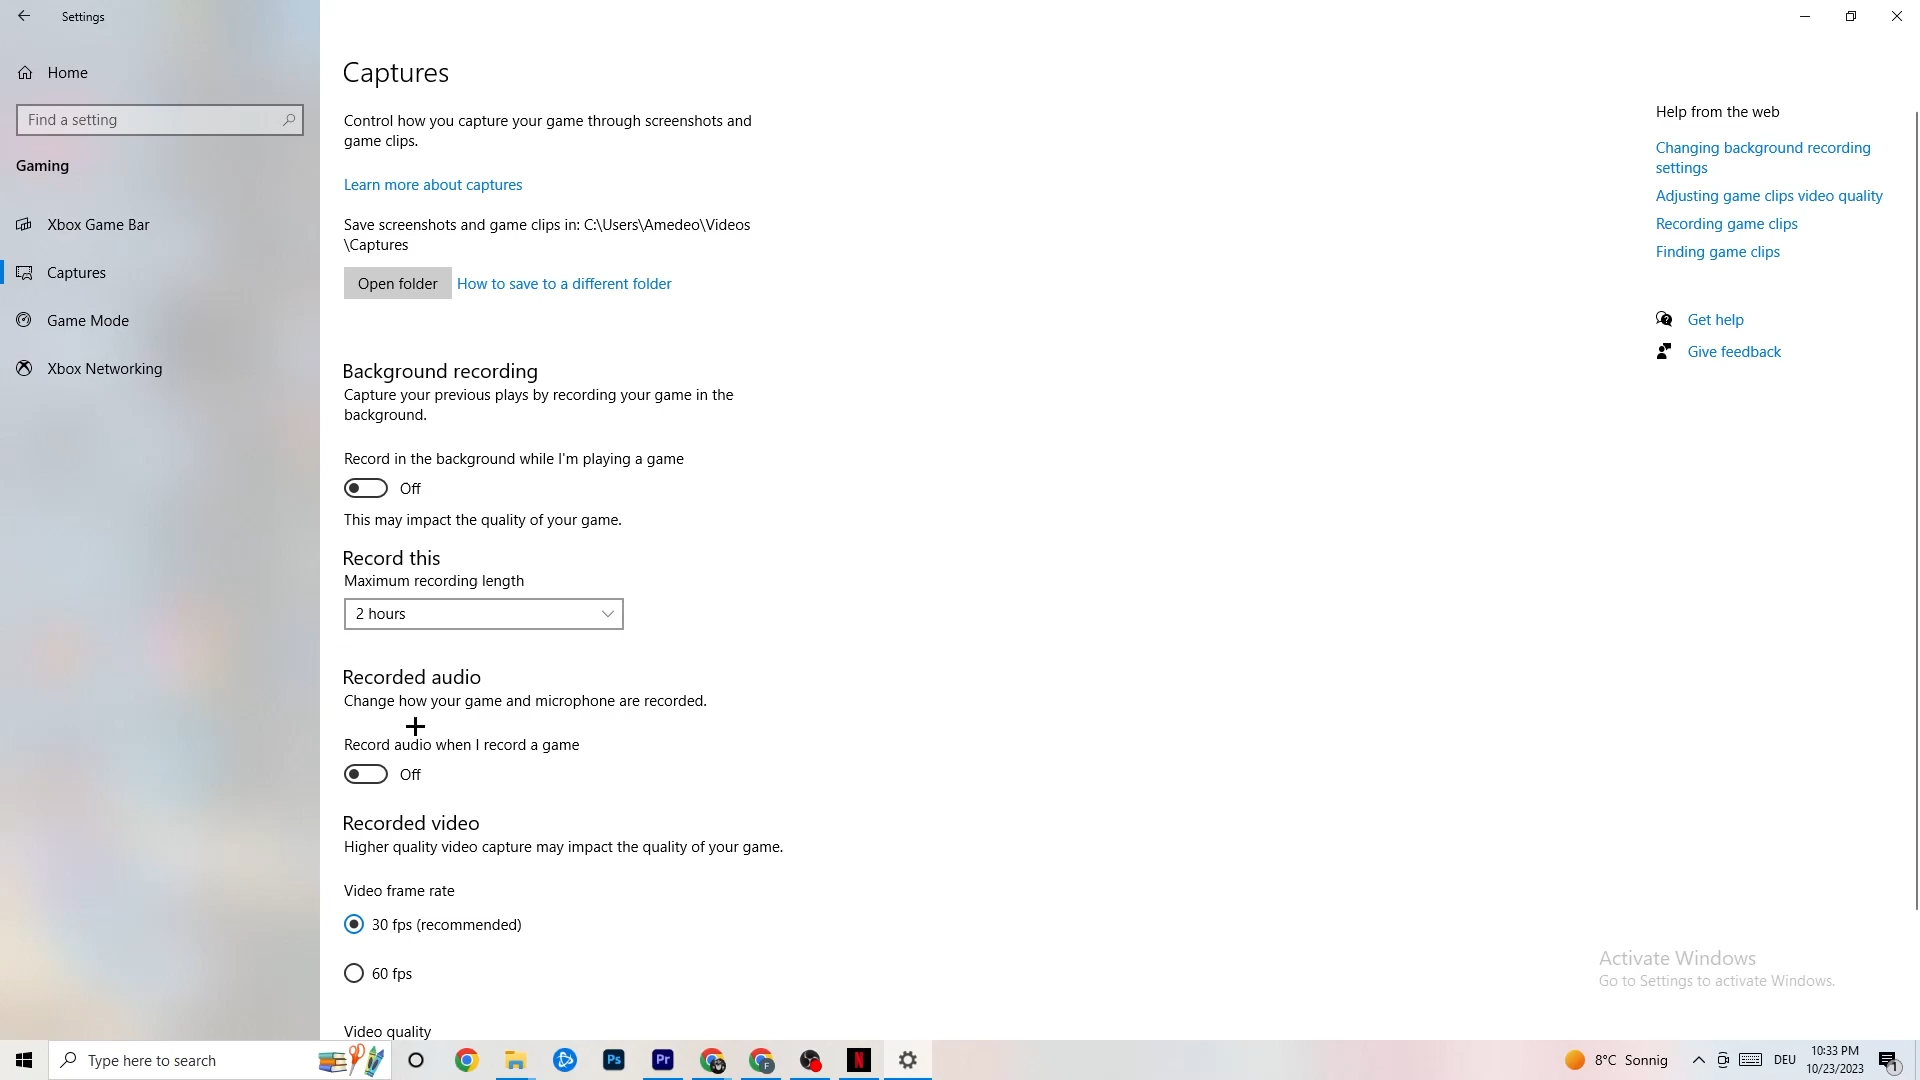 Settings
Home
Find a setting
Gaming
Xbox Game Bar
Captures
Game Mode
Xbox Networking
Captures
Control how you capture your game through screenshots and
game clips.
Learn more about captures
Save screenshots and game clips in: C:\Users\Amedeo\Videos
\Captures
Open folder
How to save to a different folder
Background recording
Capture your previous plays by recording your game in the
background.
Record in the background while I'm playing a game
Off
This may impact the quality of your game.
Record this
Maximum recording length
2 hours
Recorded audio
Change how your game and microphone are recorded.
Record audio when I record a game
Off
Recorded video
Higher quality video capture may impact the quality of your game.
Video frame rate
30 fps (recommended)
60 fps
Video quality
Help from the web
Changing background recording
settings
Adjusting game clips video quality
Recording game clips
Finding game clips
Get help
Give feedback
Activate Windows
Go to Settings to activate Windows.
Type here to search
Ps
Pr
F
N
8°C Sonnig
DEU
10:33 PM
10/23/2023
1